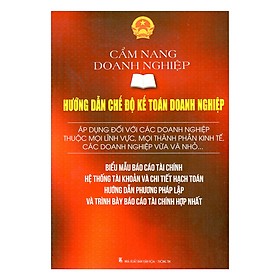 CẨM NANG
DOANH NGHIỆP
HƯỚNG DẪN CHẾ ĐỘ KẾ TOÁN DOANH NGHIỆP
ÁP DỤNG ĐỐI VỚI CÁC DOANH NGHIỆP
THUỘC MỌI LĨNH VỰC, MỌI THÀNH PHẦN KINH TẾ,
CÁC DOANH NGHIỆP VỪA VÀ NHỎ...
BIỂU MẪU BÁO CÁO TÀI CHÍNH
HỆ THỐNG TÀI KHOẢN VÀ CHI TIẾT HẠCH TOÁN
HƯỚNG DẪN PHƯƠNG PHÁP LẬP
VÀ TRÌNH BÀY BÁO CÁO TÀI CHÍNH HỢP NHẤT